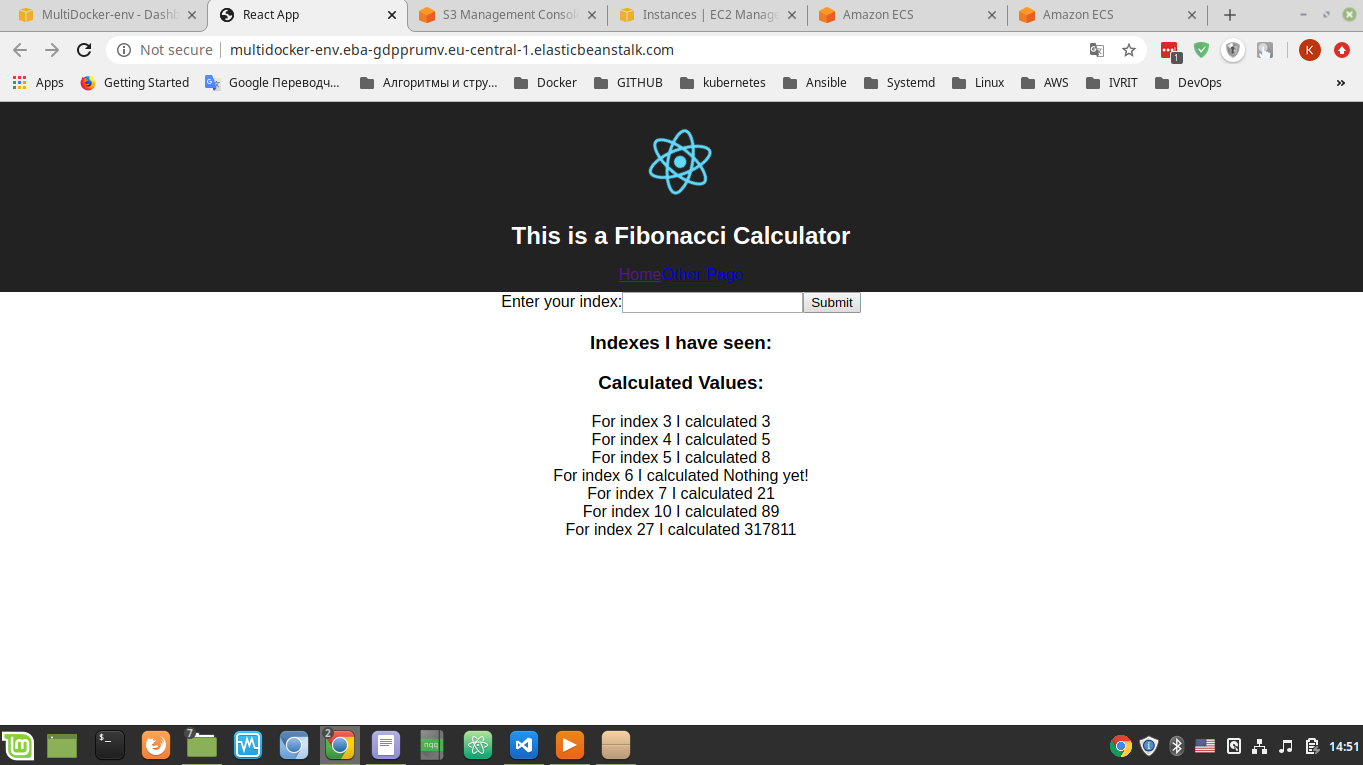 MultiDocker-env - Dashb
React App
S3 Management Console
Instances | EC2 Manage
Amazon ECS
Amazon ECS
Not secure
multidocker-env.eba-gdpprumv.eu-central-1.elasticbeanstalk.com
1
K
Apps
Getting Started
Google Переводч...
Алгоритмы и стру...
Docker
GITHUB
kubernetes
Ansible
Systemd
Linux
AWS
IVRIT
DevOps
»
This is a Fibonacci Calculator
HomeOther Page
Enter your index:
Submit
Indexes I have seen:
Calculated Values:
For index 3 I calculated 3
For index 4 I calculated 5
For index 5 I calculated 8
For index 6 I calculated Nothing yet!
For index 7 I calculated 21
For index 10 I calculated 89
For index 27 I calculated 317811
7
2
nqq
14:51